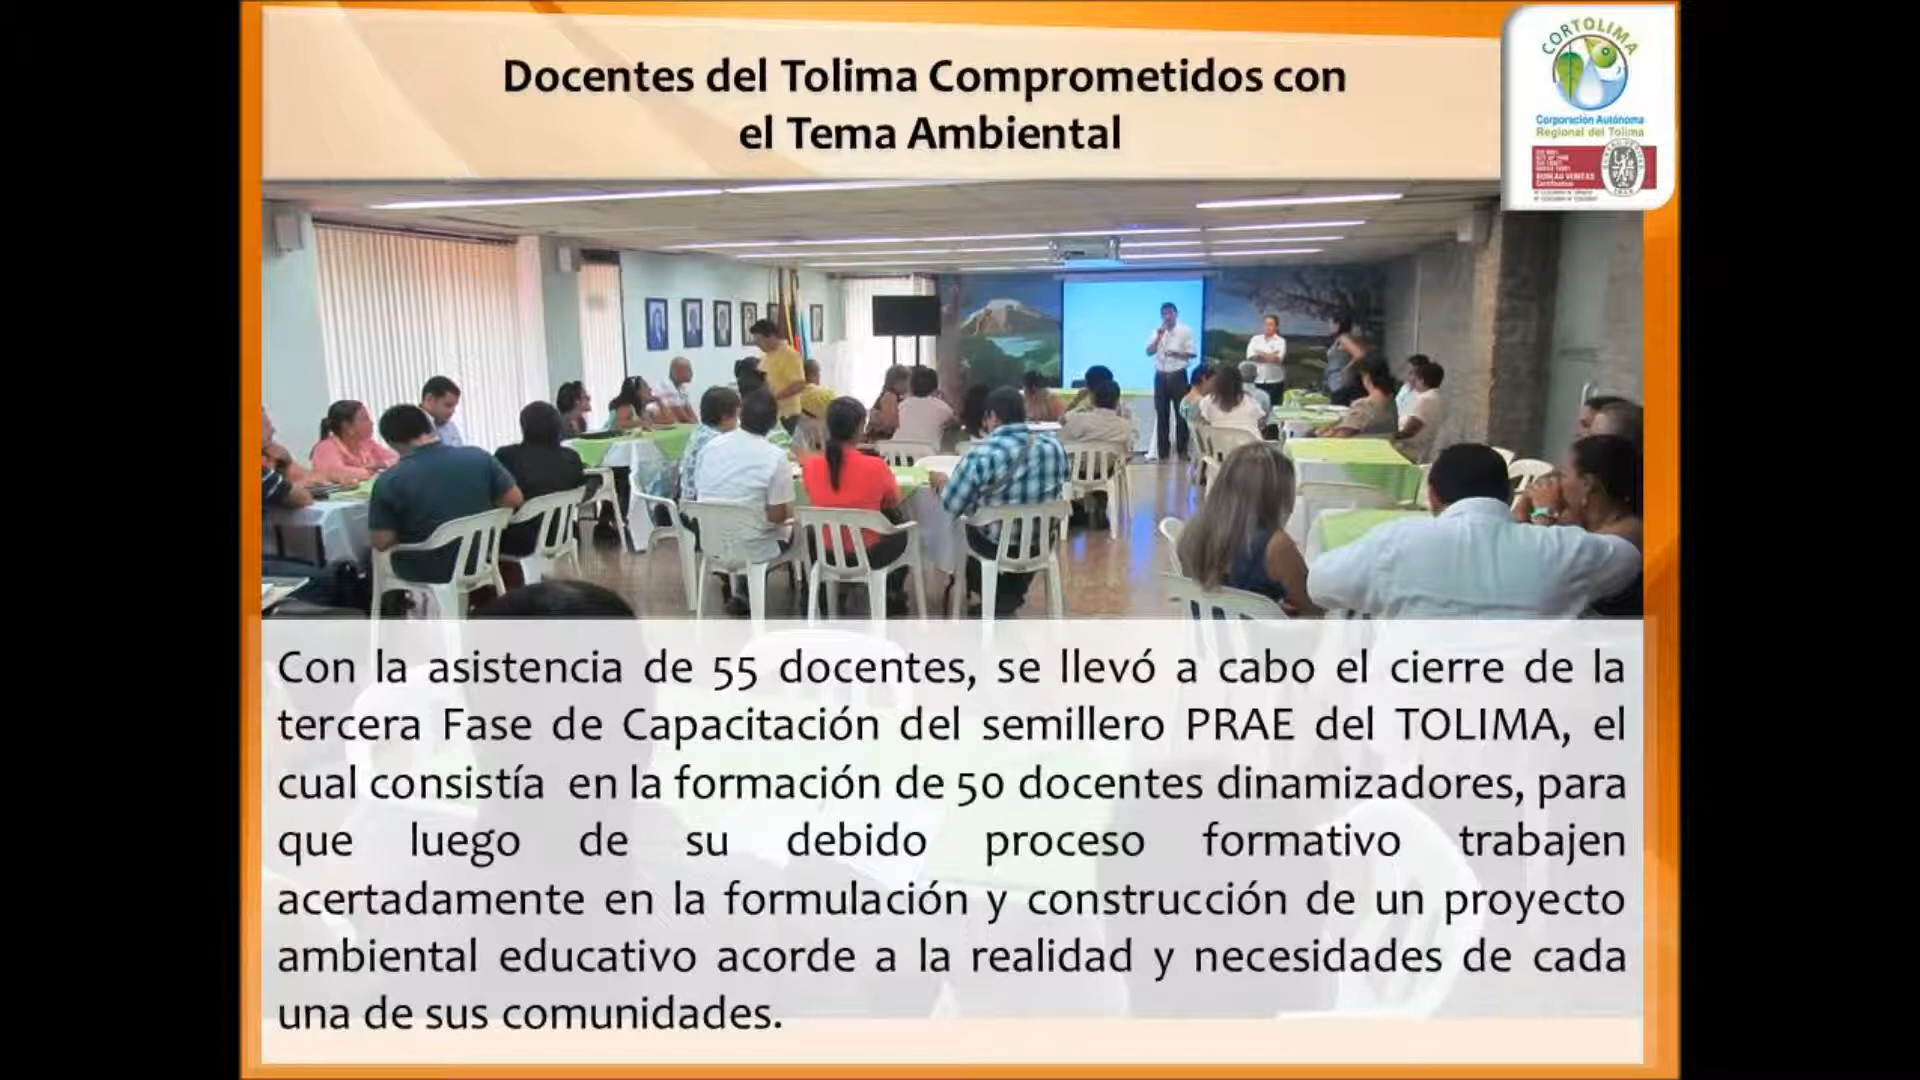 Docentes del Tolima Comprometidos con
el Tema Ambiental
CORTOLIMA
Corporación Autónoma
Regional del Tolima
BUREAU VERITAS
Certification
Con la asistencia de 55 docentes, se llevó a cabo el cierre de la
tercera Fase de Capacitación del semillero PRAE del TOLIMA, el
cual consistía en la formación de 50 docentes dinamizadores, para
que luego de su debido proceso formativo trabajen
acertadamente en la formulación y construcción de un proyecto
ambiental educativo acorde a la realidad y necesidades de cada
una de sus comunidades.